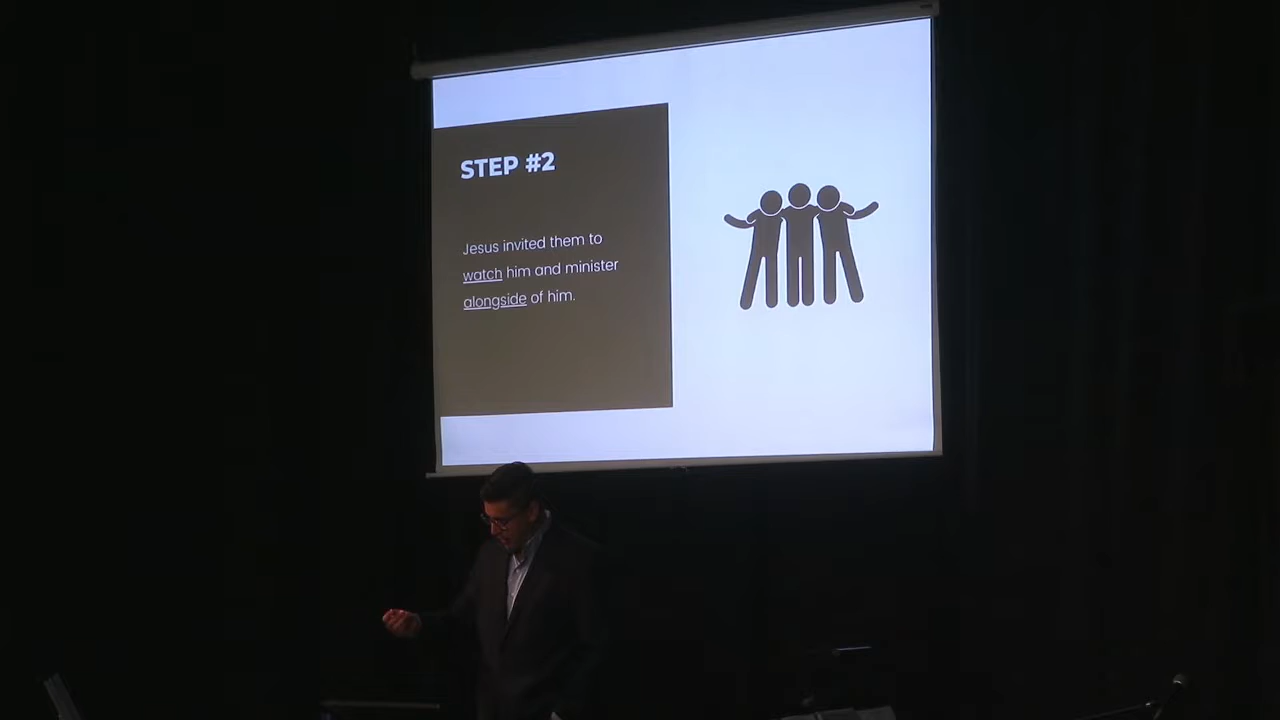 STEP #2
Jesus invited them to
watch him and minister
alongside of him.